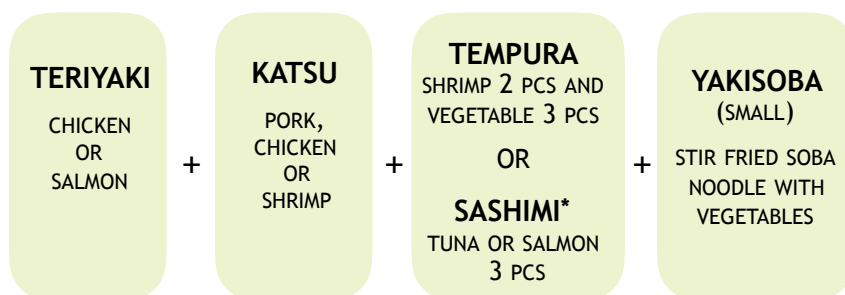 TERIYAKI
CHICKEN
OR
SALMON
+
KATSU
PORK,
CHICKEN
OR
SHRIMP
+
TEMPURA
SHRIMP 2 PCS AND
VEGETABLE 3 PCS
OR
SASHIMI*
TUNA OR SALMON
3 PCS
+
YAKISOBA
(SMALL)
STIR FRIED SOBA
NOODLE WITH
VEGETABLES